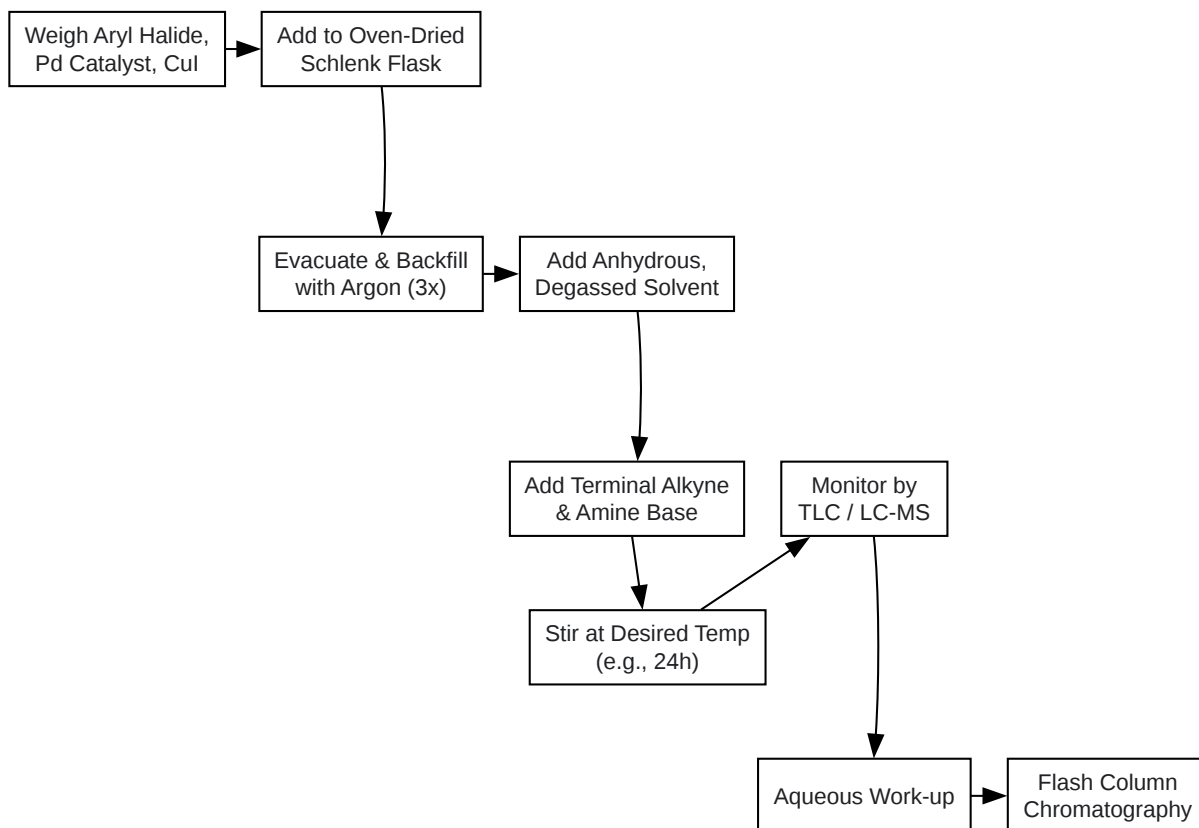 Weigh Aryl Halide,
Pd Catalyst, CuI
Add to Oven-Dried
Schlenk Flask
Evacuate & Backfill
with Argon (3x)
Add Anhydrous,
Degassed Solvent
Add Terminal Alkyne
& Amine Base
Stir at Desired Temp
(e.g., 24h)
Monitor by
TLC / LC-MS
Aqueous Work-up
Flash Column
Chromatography